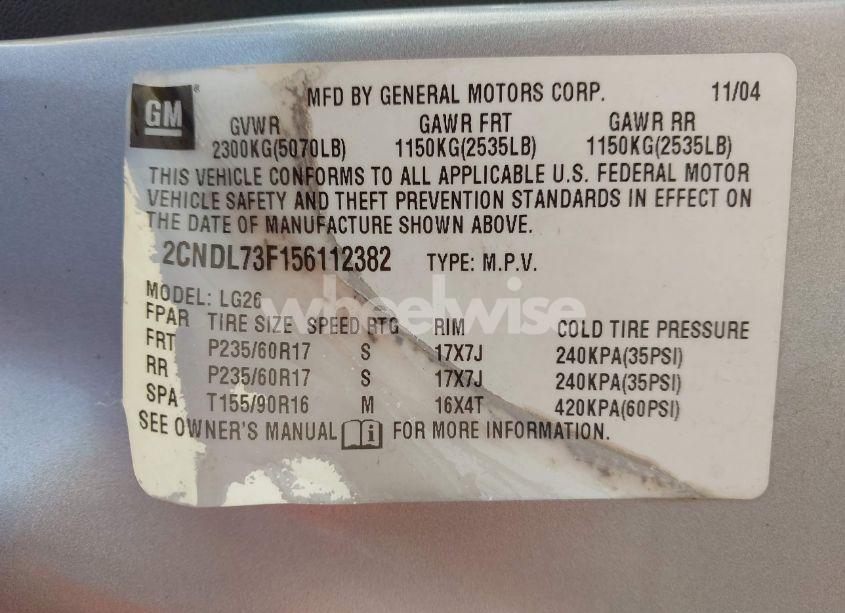 GM
MFD BY GENERAL MOTORS CORP. 11/04
GVWR GAWR FRT GAWR RR
2300KG(5070LB) 1150KG(2535LB) 1150KG(2535LB)
THIS VEHICLE CONFORMS TO ALL APPLICABLE U.S. FEDERAL MOTOR
VEHICLE SAFETY AND THEFT PREVENTION STANDARDS IN EFFECT ON
THE DATE OF MANUFACTURE SHOWN ABOVE.
2CNDL73F156112382 TYPE: M.P.V.
MODEL: LG26
wheelwise
FPAR TIRE SIZE SPEED RTG RIM COLD TIRE PRESSURE
FRT P235/60R17 S 17X7J 240KPA(35PSI)
RR P235/60R17 S 17X7J 240KPA(35PSI)
SPA T155/90R16 M 16X4T 420KPA(60PSI)
SEE OWNER'S MANUAL i FOR MORE INFORMATION.